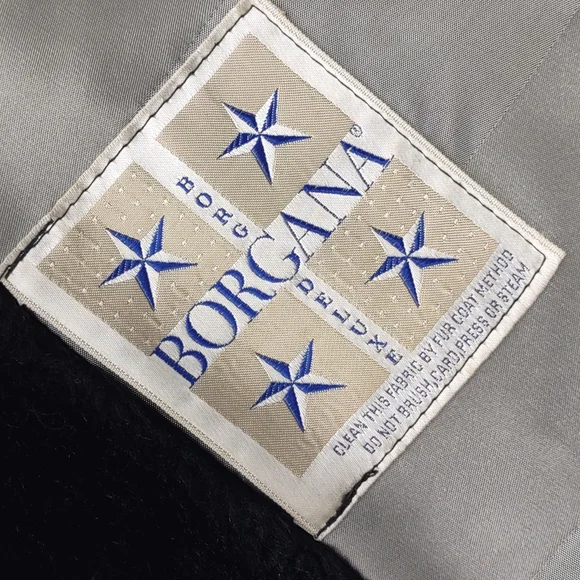 BORG
BORGANA®
DELUXE
CLEAN THIS FABRIC BY FUR COAT METHOD
DO NOT BRUSH, CARD, PRESS OR STEAM